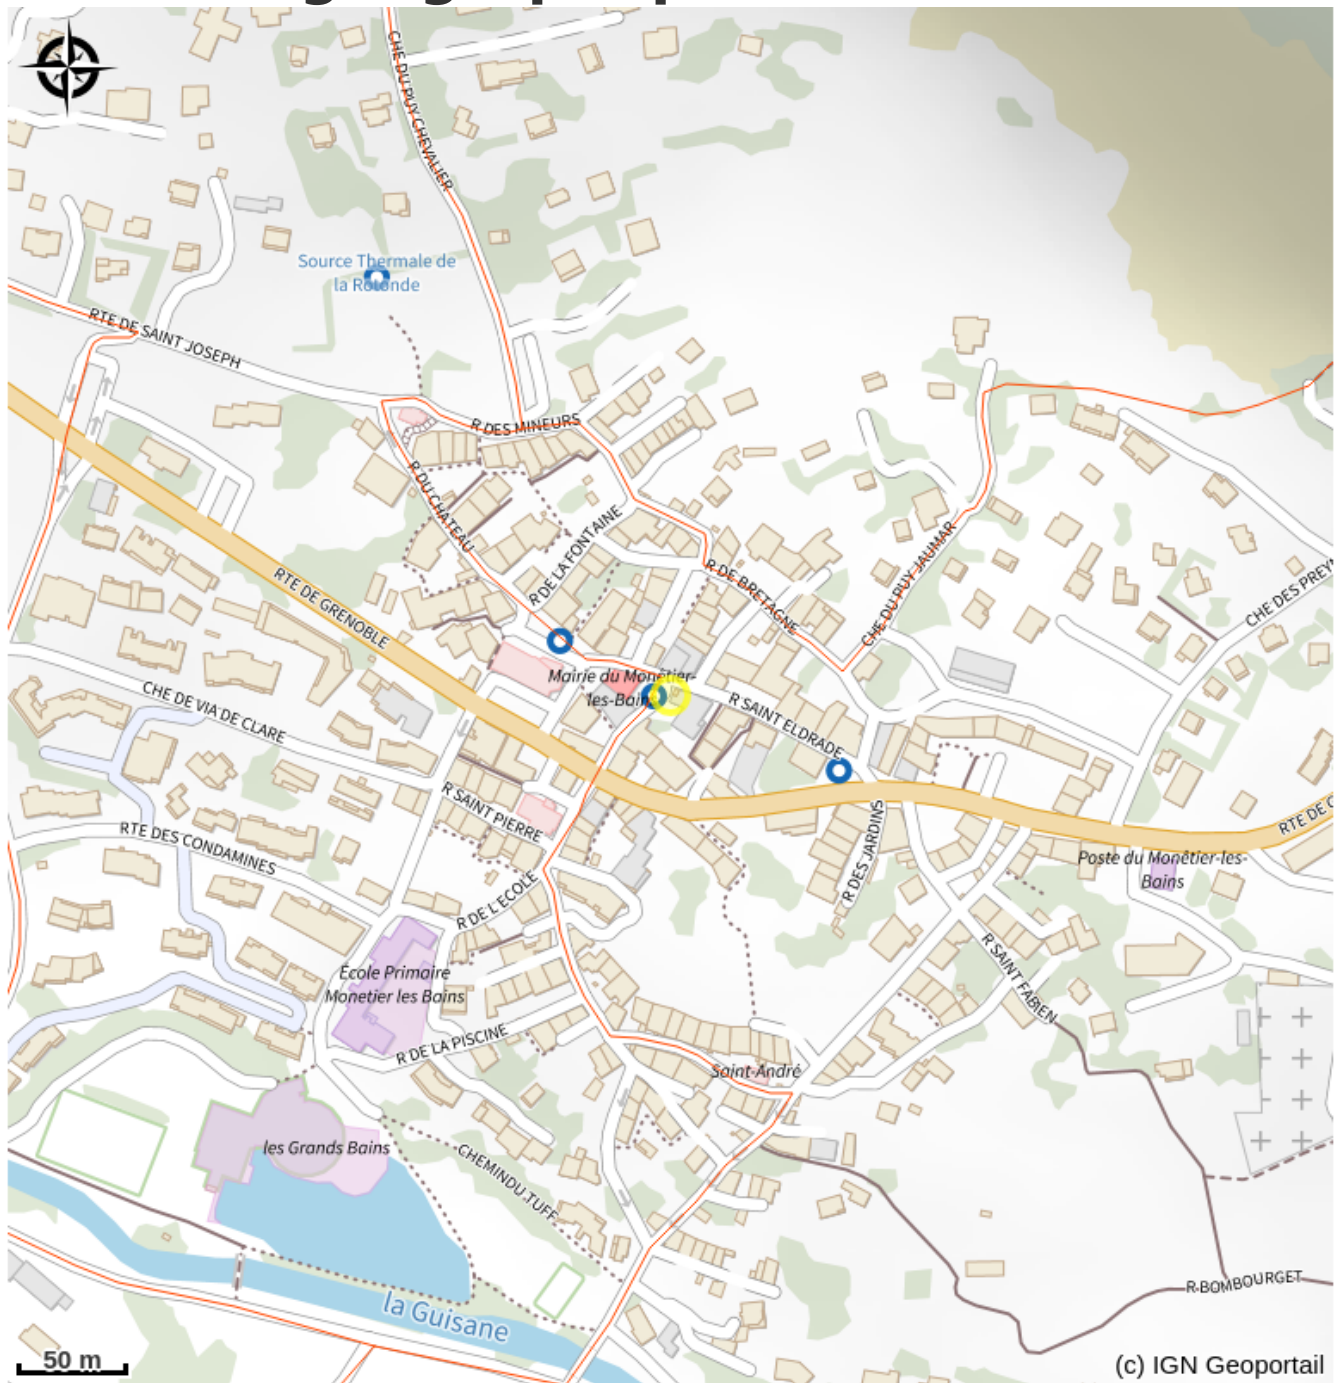 CHE DU PUY CHEVALIER
Source Thermale de
la Rotonde
RTE DE SAINT JOSEPH
R DES MINEURS
R DU CHATEAU
R DE LA FONTAINE
R DE BRETAGNE
CHE DU PUY JAUMAR
CHE DES PREY
RTE DE GRENOBLE
Mairie du Monêtier-
les-Bains
CHE DE VIA DE CLARE
R SAINT ELDRADE
R SAINT PIERRE
RTE DES CONDAMINES
R DES JARDINS
RTE DE G
Poste du Monêtier-les-
Bains
R DE L'ECOLE
R SAINT FABIEN
École Primaire
Monetier les Bains
R DE LA PISCINE
Saint-André
les Grands Bains
CHEMIN DU TUFF
R BOMBOURGET
la Guisane
50 m
(c) IGN Geoportail